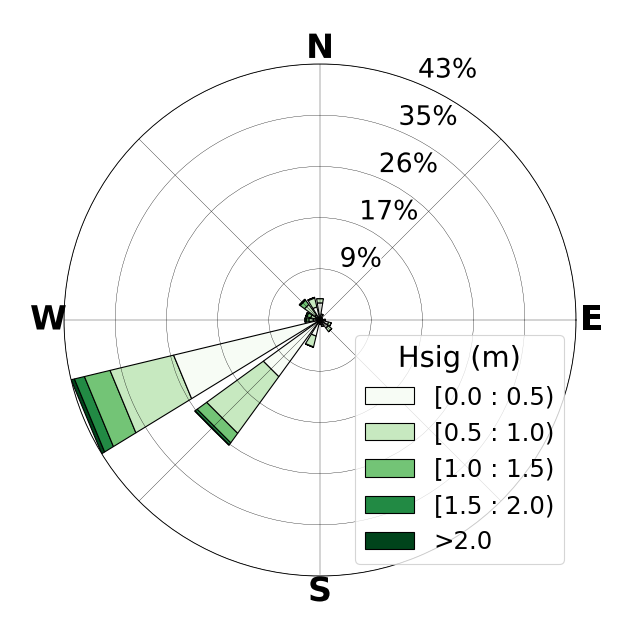 N
43%
35%
26%
17%
9%
W
E
Hsig (m)
[0.0 : 0.5)
[0.5 : 1.0)
[1.0 : 1.5)
[1.5 : 2.0)
>2.0
S